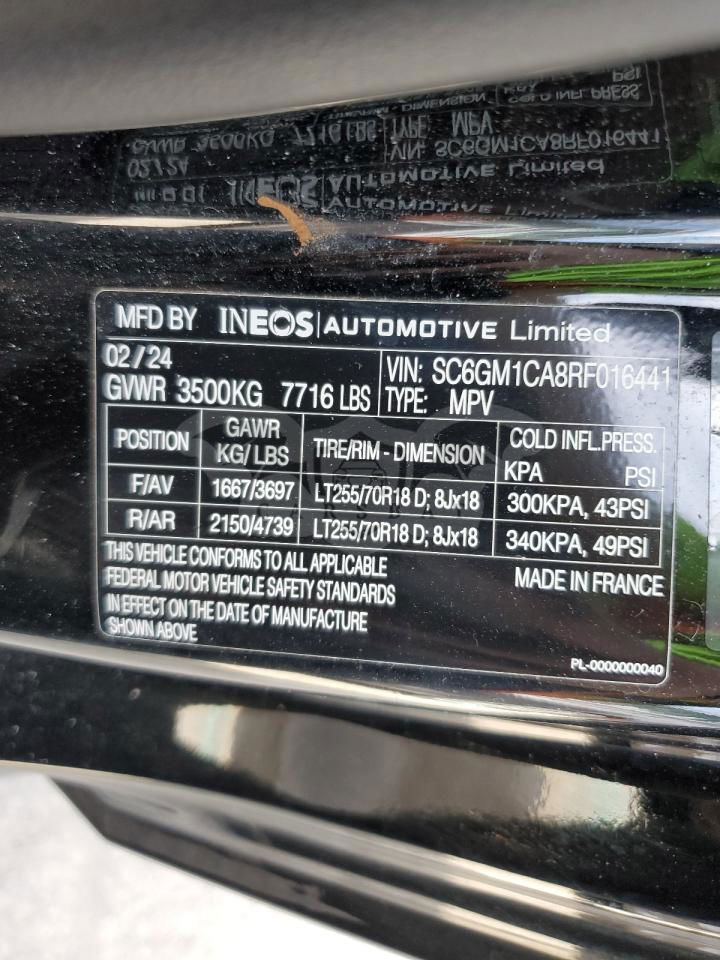 MFD BY INEOS | AUTOMOTIVE Limited
02/24
GVWR 3500KG 7716 LBS
VIN: SC6GM1CA8RF016441
TYPE: MPV
POSITION GAWR KG/LBS TIRE/RIM - DIMENSION COLD INFL.PRESS. KPA PSI
F/AV 1667/3697 LT255/70R18 D; 8Jx18 300KPA, 43PSI
R/AR 2150/4739 LT255/70R18 D; 8Jx18 340KPA, 49PSI
THIS VEHICLE CONFORMS TO ALL APPLICABLE
FEDERAL MOTOR VEHICLE SAFETY STANDARDS
IN EFFECT ON THE DATE OF MANUFACTURE
SHOWN ABOVE
MADE IN FRANCE
PL-0000000040